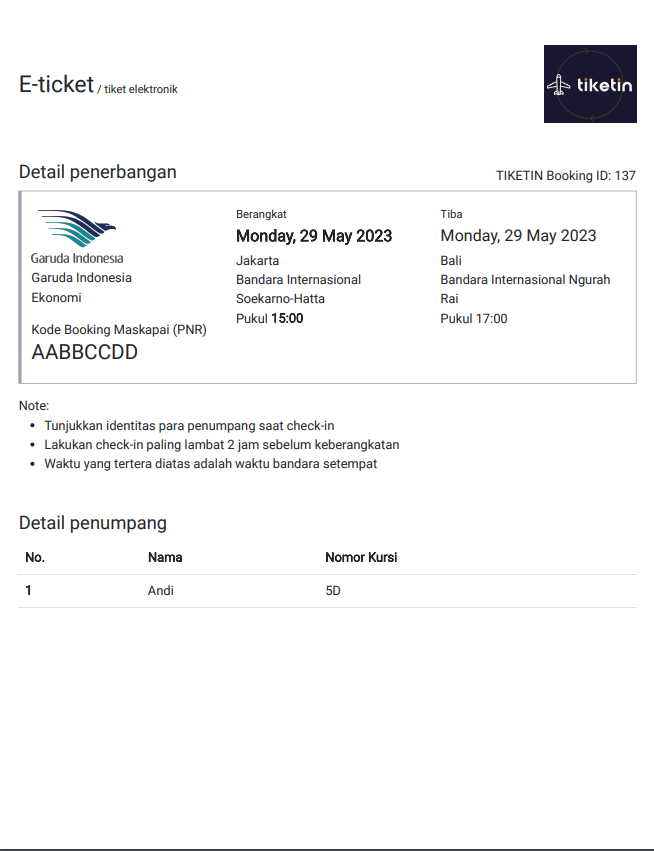 E-ticket / tiket elektronik
tiketin
Detail penerbangan
TIKETIN Booking ID: 137
Garuda Indonesia
Garuda Indonesia
Ekonomi
Kode Booking Maskapai (PNR)
AABBCCDD
Berangkat
Monday, 29 May 2023
Jakarta
Bandara Internasional
Soekarno-Hatta
Pukul 15:00
Tiba
Monday, 29 May 2023
Bali
Bandara Internasional Ngurah
Rai
Pukul 17:00
Note:
• Tunjukkan identitas para penumpang saat check-in
• Lakukan check-in paling lambat 2 jam sebelum keberangkatan
• Waktu yang tertera diatas adalah waktu bandara setempat
Detail penumpang
No. Nama Nomor Kursi
1 Andi 5D